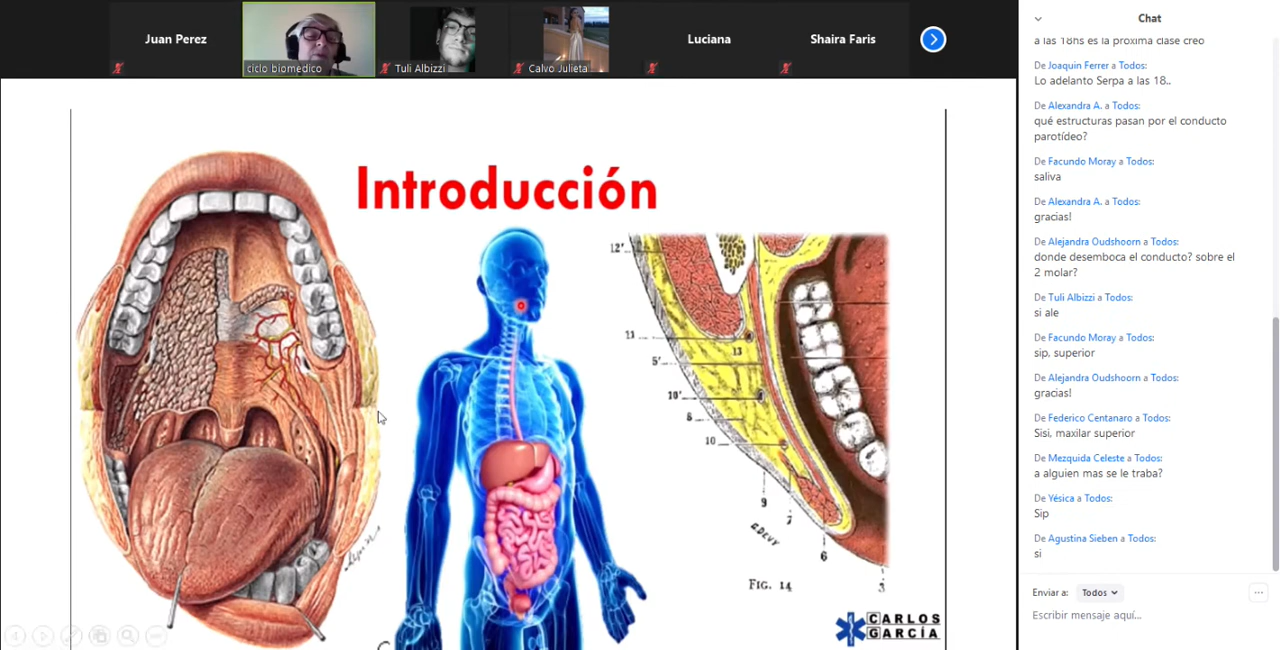 Juan Perez
ciclo biomedico
Tuli Albizzi
Calvo Julieta
Luciana
Shaira Faris
Introducción
12'
11
13
5'
10'
10
9
7
6
3
G.DEVY
FIG. 14
CARLOS
GARCÍA
Chat
a las 18hs es la proxima clase creo
De Joaquin Ferrer a Todos:
Lo adelanto Serpa a las 18..
De Alexandra A. a Todos:
qué estructuras pasan por el conducto
parotídeo?
De Facundo Moray a Todos:
saliva
De Alexandra A. a Todos:
gracias!
De Alejandra Oudshoorn a Todos:
donde desemboca el conducto? sobre el
2 molar?
De Tuli Albizzi a Todos:
si ale
De Facundo Moray a Todos:
sip, superior
De Alejandra Oudshoorn a Todos:
gracias!
De Federico Centanaro a Todos:
Sisi, maxilar superior
De Mezquida Celeste a Todos:
a alguien mas se le traba?
De Yésica a Todos:
Sip
De Agustina Sieben a Todos:
si
Enviar a: Todos
Escribir mensaje aquí...